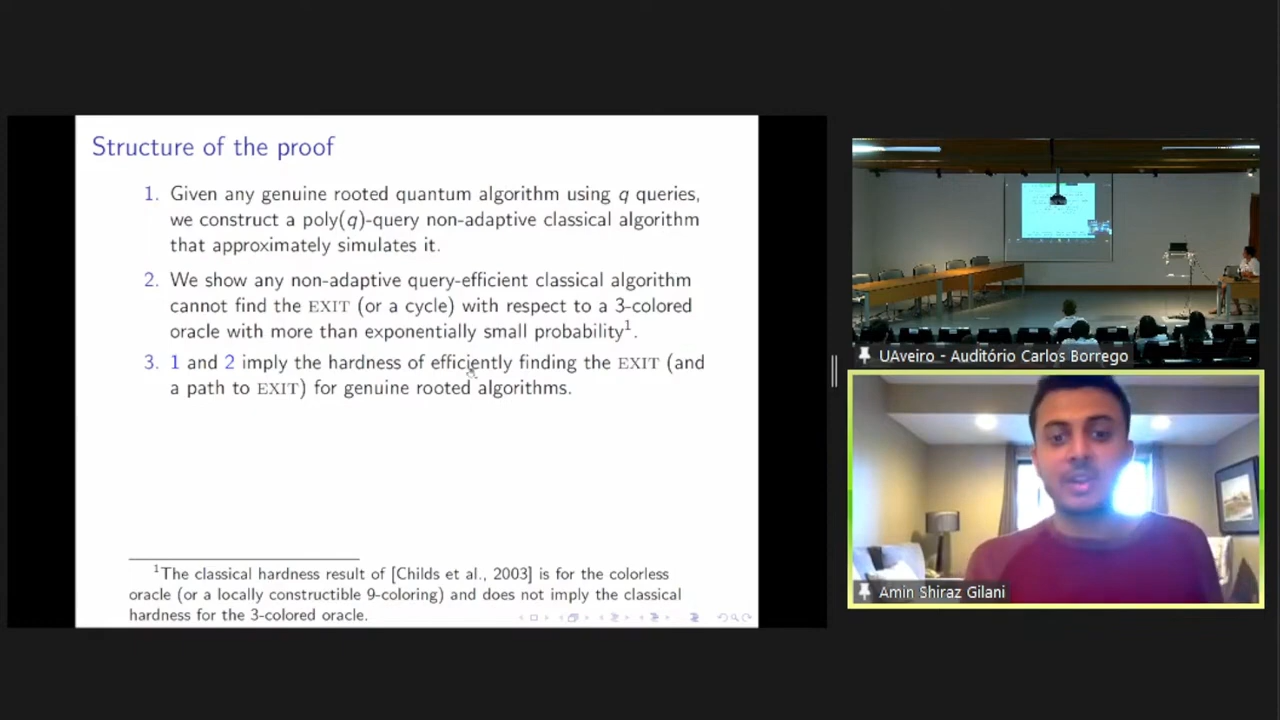 Structure of the proof
1. Given any genuine rooted quantum algorithm using q queries,
we construct a poly(q)-query non-adaptive classical algorithm
that approximately simulates it.
2. We show any non-adaptive query-efficient classical algorithm
cannot find the EXIT (or a cycle) with respect to a 3-colored
oracle with more than exponentially small probability¹.
3. 1 and 2 imply the hardness of efficiently finding the EXIT (and
a path to EXIT) for genuine rooted algorithms.
¹The classical hardness result of [Childs et al., 2003] is for the colorless
oracle (or a locally constructible 9-coloring) and does not imply the classical
hardness for the 3-colored oracle.
UAveiro - Auditório Carlos Borrego
Amin Shiraz Gilani